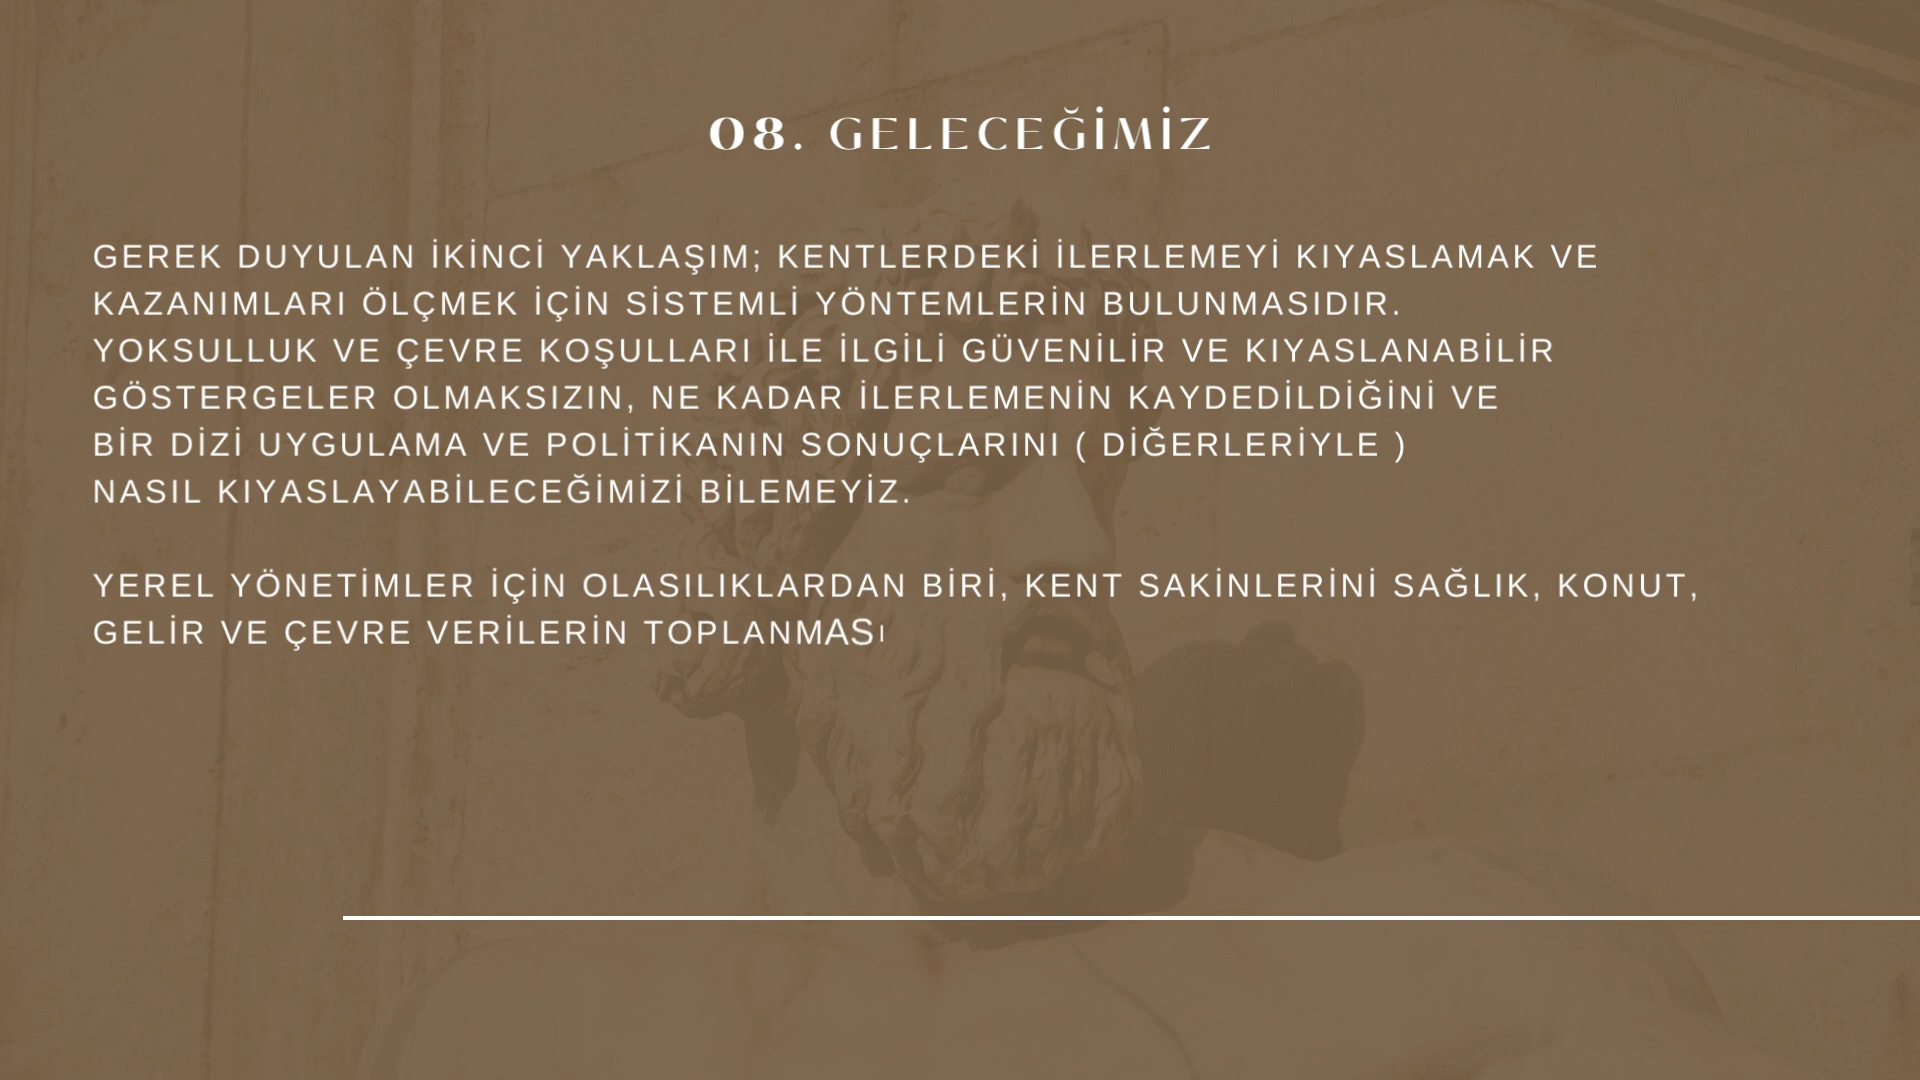 08. GELECEĞİMİZ
GEREK DUYULAN İKİNCİ YAKLAŞIM; KENTLERDEKİ İLERLEMEYİ KIYASLAMAK VE
KAZANIMLARI ÖLÇMEK İÇİN SİSTEMLİ YÖNTEMLERİN BULUNMASIDIR.
YOKSULLUK VE ÇEVRE KOŞULLARI İLE İLGİLİ GÜVENİLİR VE KIYASLANABİLİR
GÖSTERGELER OLMAKSIZIN, NE KADAR İLERLEMENİN KAYDEDİLDİĞİNİ VE
BİR DİZİ UYGULAMA VE POLİTİKANIN SONUÇLARINI ( DİĞERLERİYLE )
NASIL KIYASLAYABİLECEĞİMİZİ BİLEMEYİZ.
YEREL YÖNETİMLER İÇİN OLASILIKLARDAN BİRİ, KENT SAKİNLERİNİ SAĞLIK, KONUT,
GELİR VE ÇEVRE VERİLERİN TOPLANMASı